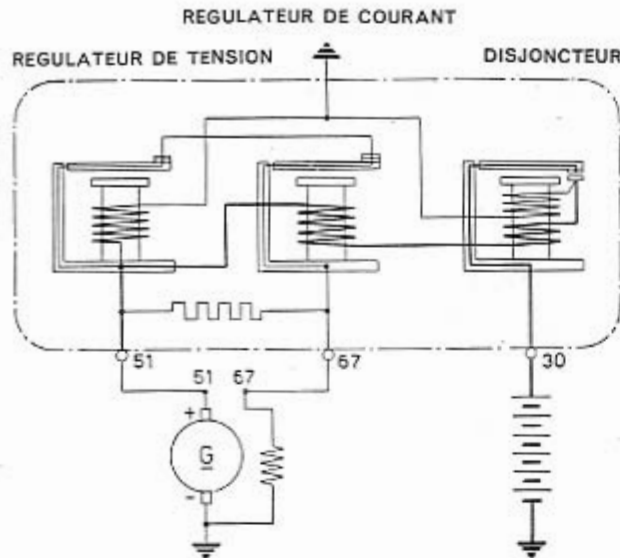 REGULATEUR DE COURANT
REGULATEUR DE TENSION
DISJONCTEUR
51
67
30
51
67
+
G
-